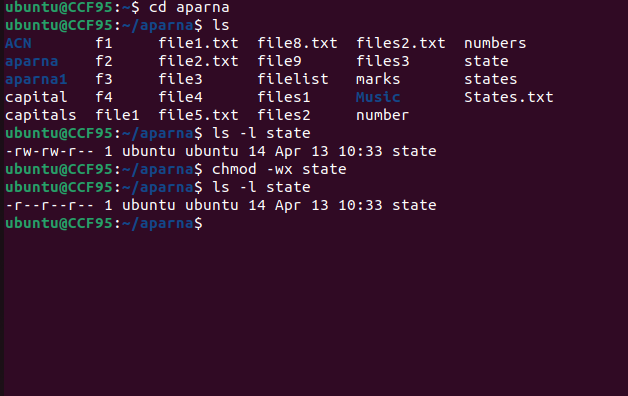 ubuntu@CCF95:~$ cd aparna
ubuntu@CCF95:~/aparna$ ls
ACN      f1     file1.txt  file8.txt  files2.txt  numbers
aparna   f2     file2.txt  file9      files3      state
aparna1  f3     file3      filelist   marks       states
capital  f4     file4      files1     Music       States.txt
capitals file1  file5.txt  files2     number
ubuntu@CCF95:~/aparna$ ls -l state
-rw-rw-r-- 1 ubuntu ubuntu 14 Apr 13 10:33 state
ubuntu@CCF95:~/aparna$ chmod -wx state
ubuntu@CCF95:~/aparna$ ls -l state
-r--r--r-- 1 ubuntu ubuntu 14 Apr 13 10:33 state
ubuntu@CCF95:~/aparna$